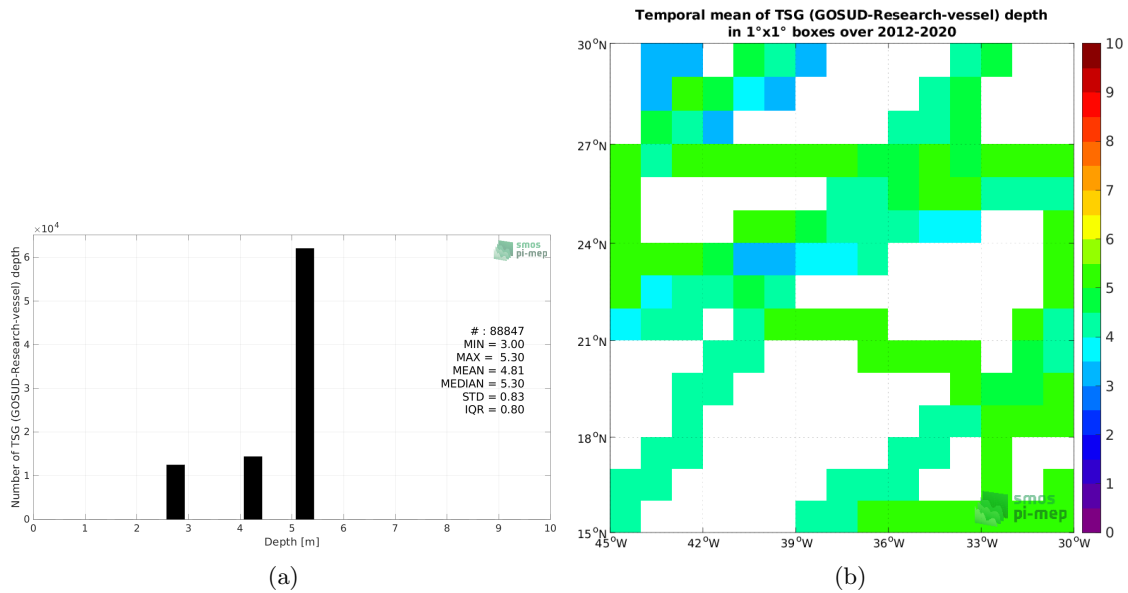 ×10⁴
Number of TSG (GOSUD-Research-vessel) depth
6
5
4
3
2
1
0
0 1 2 3 4 5 6 7 8 9 10
Depth [m]
smos
pi-mep
# : 88847
MIN = 3.00
MAX = 5.30
MEAN = 4.81
MEDIAN = 5.30
STD = 0.83
IQR = 0.80
(a)
Temporal mean of TSG (GOSUD-Research-vessel) depth
in 1°x1° boxes over 2012-2020
30°N
27°N
24°N
21°N
18°N
15°N
45°W 42°W 39°W 36°W 33°W 30°W
smos
pi-mep
10
9
8
7
6
5
4
3
2
1
0
(b)